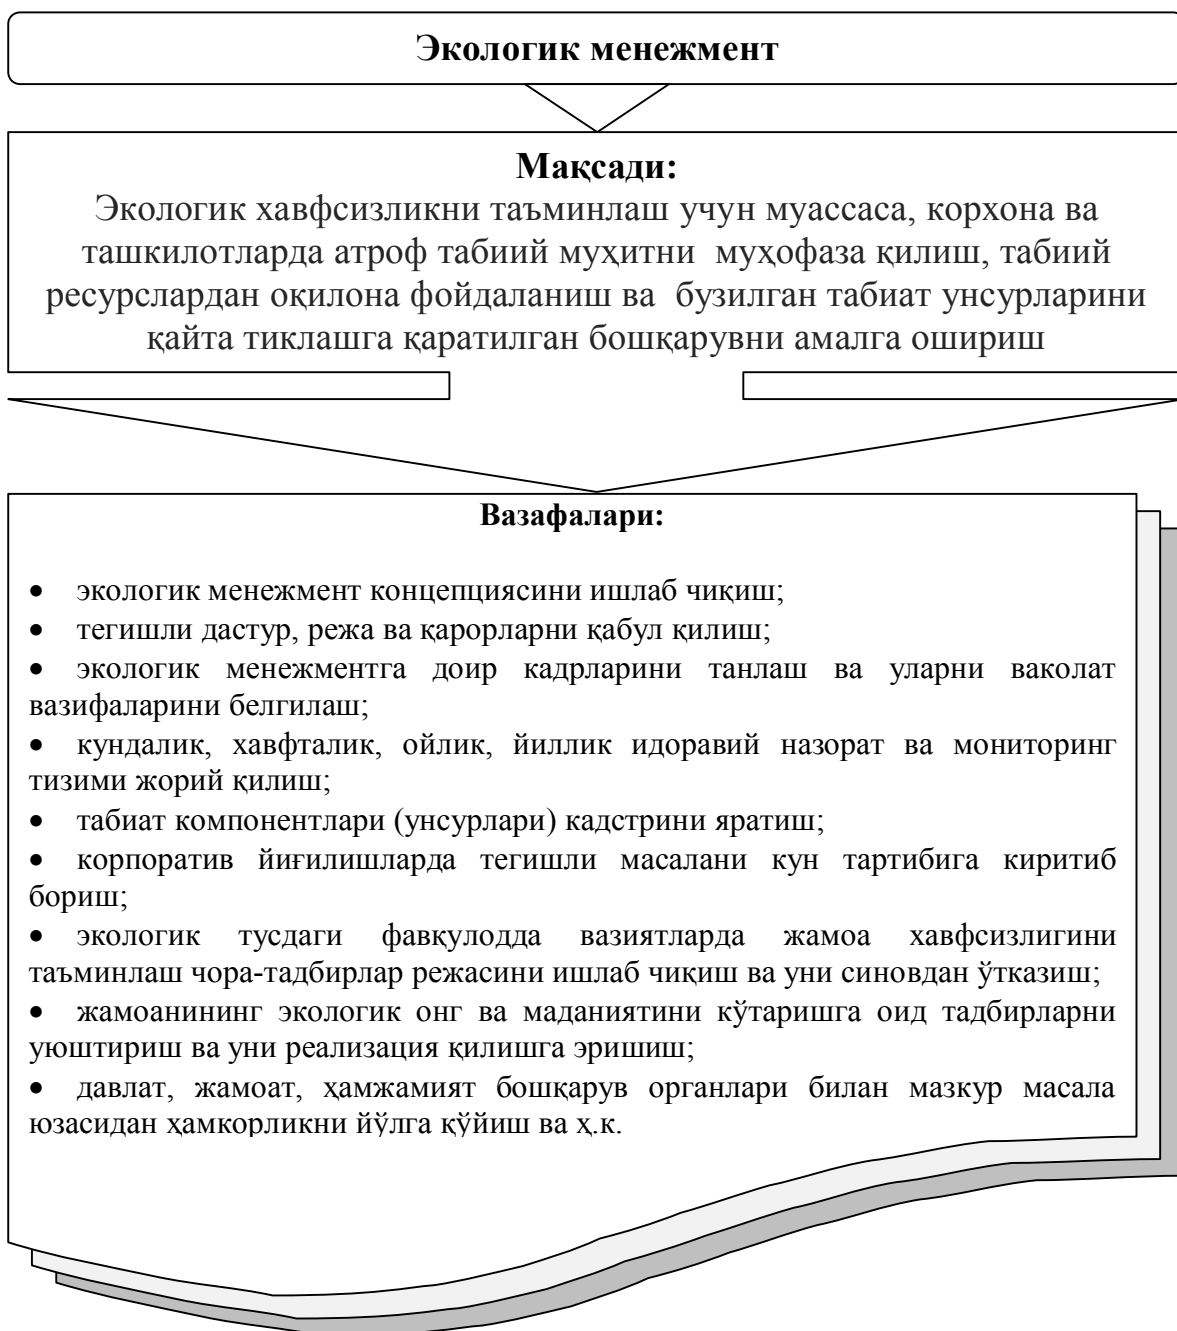 Экологик менежмент
Мақсади:
Экологик хавфсизликни таъминлаш учун муассаса, корхона ва
ташкилотларда атроф табиий муҳитни муҳофаза қилиш, табиий
ресурслардан оқилона фойдаланиш ва бузилган табиат унсурларини
қайта тиклашга қаратилган бошқарувни амалга ошириш
Вазафалари:
• экологик менежмент концепциясини ишлаб чиқиш;
• тегишли дастур, режа ва қарорларни қабул қилиш;
• экологик менежментга доир кадрларини танлаш ва уларни ваколат
вазифаларини белгилаш;
• кундалик, хавфталик, ойлик, йиллик идоравий назорат ва мониторинг
тизими жорий қилиш;
• табиат компонентлари (унсурлари) кадстрини яратиш;
• корпоратив йиғилишларда тегишли масалани кун тартибига киритиб
бориш;
• экологик тусдаги фавқулодда вазиятларда жамоа хавфсизлигини
таъминлаш чора-тадбирлар режасини ишлаб чиқиш ва уни синовдан ўтказиш;
• жамоанининг экологик онг ва маданиятини кўтаришга оид тадбирларни
уюштириш ва уни реализация қилишга эришиш;
• давлат, жамоат, ҳамжамият бошқарув органлари билан мазкур масала
юзасидан ҳамкорликни йўлга қўйиш ва ҳ.к.